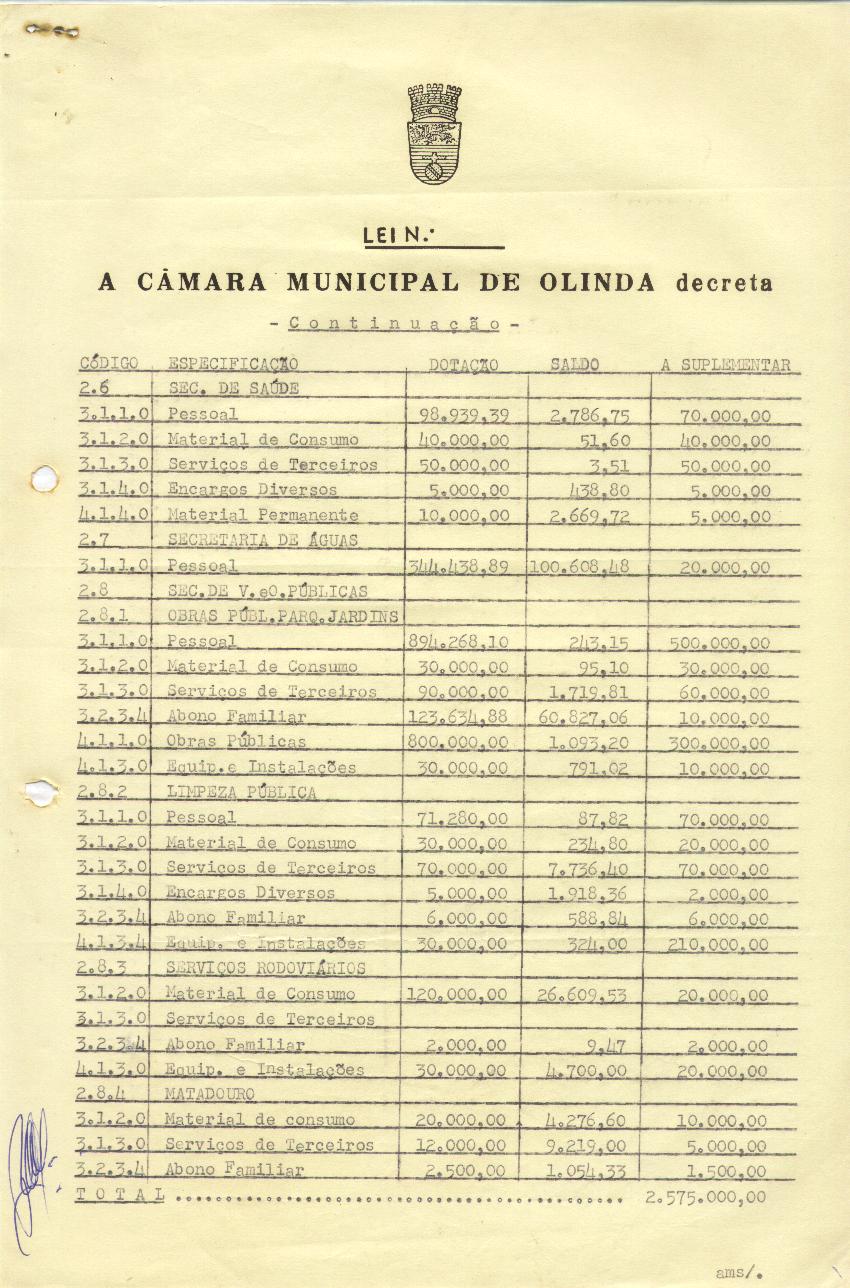 LEI N.º
A CÂMARA MUNICIPAL DE OLINDA decreta
- Continuação -
CÓDIGO ESPECIFICAÇÃO DOTAÇÃO SALDO A SUPLEMENTAR
2.6 SEC. DE SAÚDE
3.1.1.0 Pessoal 98.939,39 2.786,75 70.000,00
3.1.2.0 Material de Consumo 40.000,00 51,60 40.000,00
3.1.3.0 Serviços de Terceiros 50.000,00 3,51 50.000,00
3.1.4.0 Encargos Diversos 5.000,00 438,80 5.000,00
4.1.4.0 Material Permanente 10.000,00 2.669,72 5.000,00
2.7 SECRETARIA DE ÁGUAS
3.1.1.0 Pessoal 344.438,89 100.608,48 20.000,00
2.8 SEC.DE V.eO.PÚBLICAS
2.8.1 OBRAS PÚBL.PARQ.JARDINS
3.1.1.0 Pessoal 894.268,10 243,15 500.000,00
3.1.2.0 Material de Consumo 30.000,00 95,10 30.000,00
3.1.3.0 Serviços de Terceiros 90.000,00 1.719,81 60.000,00
3.2.3.4 Abono Familiar 123.634,88 60.827,06 10.000,00
4.1.1.0 Obras Públicas 800.000,00 1.093,20 300.000,00
4.1.3.0 Equip.e Instalações 30.000,00 791,02 10.000,00
2.8.2 LIMPEZA PÚBLICA
3.1.1.0 Pessoal 71.280,00 87,82 70.000,00
3.1.2.0 Material de Consumo 30.000,00 234,80 20.000,00
3.1.3.0 Serviços de Terceiros 70.000,00 7.736,40 70.000,00
3.1.4.0 Encargos Diversos 5.000,00 1.918,36 2.000,00
3.2.3.4 Abono Familiar 6.000,00 588,84 6.000,00
4.1.3.4 Equip. e Instalações 30.000,00 324,00 210.000,00
2.8.3 SERVIÇOS RODOVIÁRIOS
3.1.2.0 Material de Consumo 120.000,00 26.609,53 20.000,00
3.1.3.0 Serviços de Terceiros
3.2.3.4 Abono Familiar 2.000,00 9,47 2.000,00
4.1.3.0 Equip. e Instalações 30.000,00 4.700,00 20.000,00
2.8.4 MATADOURO
3.1.2.0 Material de consumo 20.000,00 4.276,60 10.000,00
3.1.3.0 Serviços de Terceiros 12.000,00 9.219,00 5.000,00
3.2.3.4 Abono Familiar 2.500,00 1.054,33 1.500,00
TOTAL ........................................ 2.575.000,00
ams/.